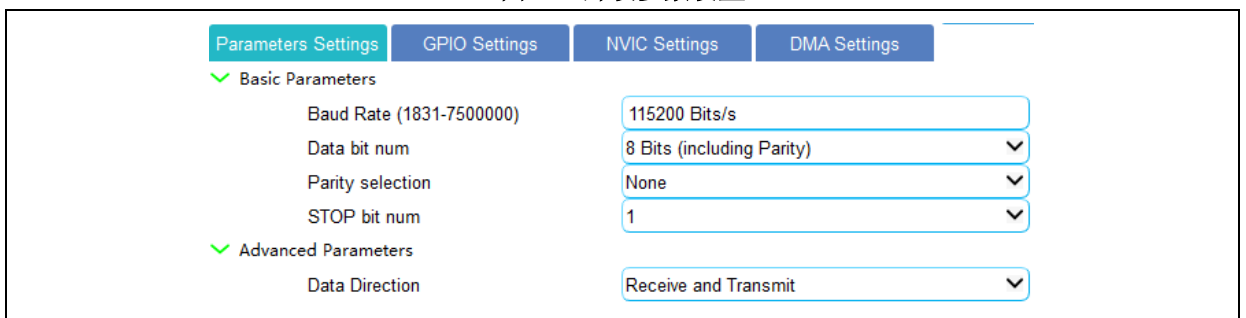 Parameters Settings GPIO Settings NVIC Settings DMA Settings
Basic Parameters
Baud Rate (1831-7500000) 115200 Bits/s
Data bit num 8 Bits (including Parity)
Parity selection None
STOP bit num 1
Advanced Parameters
Data Direction Receive and Transmit